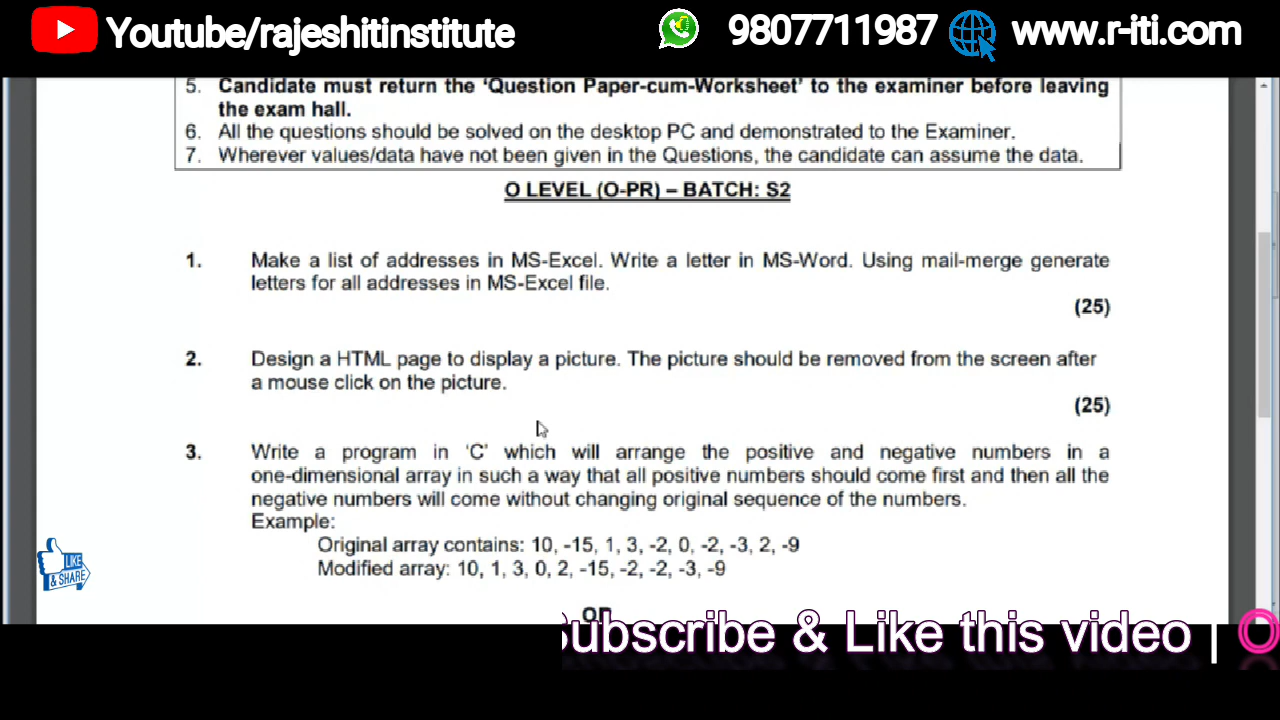 Youtube/rajeshitinstitute 9807711987 www.r-iti.com
5. Candidate must return the 'Question Paper-cum-Worksheet' to the examiner before leaving
the exam hall.
6. All the questions should be solved on the desktop PC and demonstrated to the Examiner.
7. Wherever values/data have not been given in the Questions, the candidate can assume the data.
O LEVEL (O-PR) – BATCH: S2
1. Make a list of addresses in MS-Excel. Write a letter in MS-Word. Using mail-merge generate
letters for all addresses in MS-Excel file.
(25)
2. Design a HTML page to display a picture. The picture should be removed from the screen after
a mouse click on the picture.
(25)
3. Write a program in 'C' which will arrange the positive and negative numbers in a
one-dimensional array in such a way that all positive numbers should come first and then all the
negative numbers will come without changing original sequence of the numbers.
Example:
Original array contains: 10, -15, 1, 3, -2, 0, -2, -3, 2, -9
Modified array: 10, 1, 3, 0, 2, -15, -2, -2, -3, -9
LIKE
& SHARE
OR
Subscribe & Like this video | O